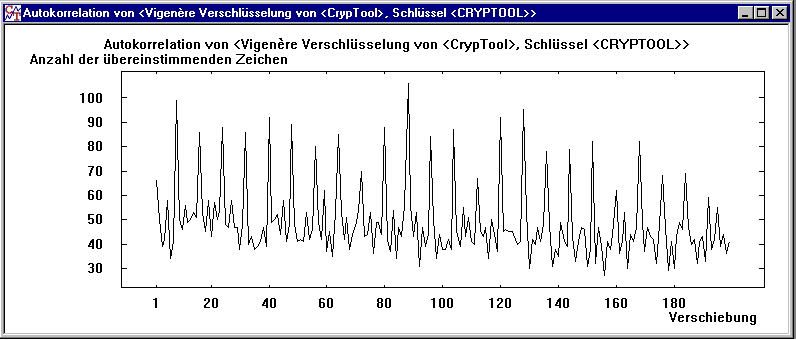 Autokorrelation von <Vigenère Verschlüsselung von <CrypTool>, Schlüssel <CRYPTOOL>>
Autokorrelation von <Vigenère Verschlüsselung von <CrypTool>, Schlüssel <CRYPTOOL>>
Anzahl der übereinstimmenden Zeichen
100
90
80
70
60
50
40
30
1 20 40 60 80 100 120 140 160 180
Verschiebung